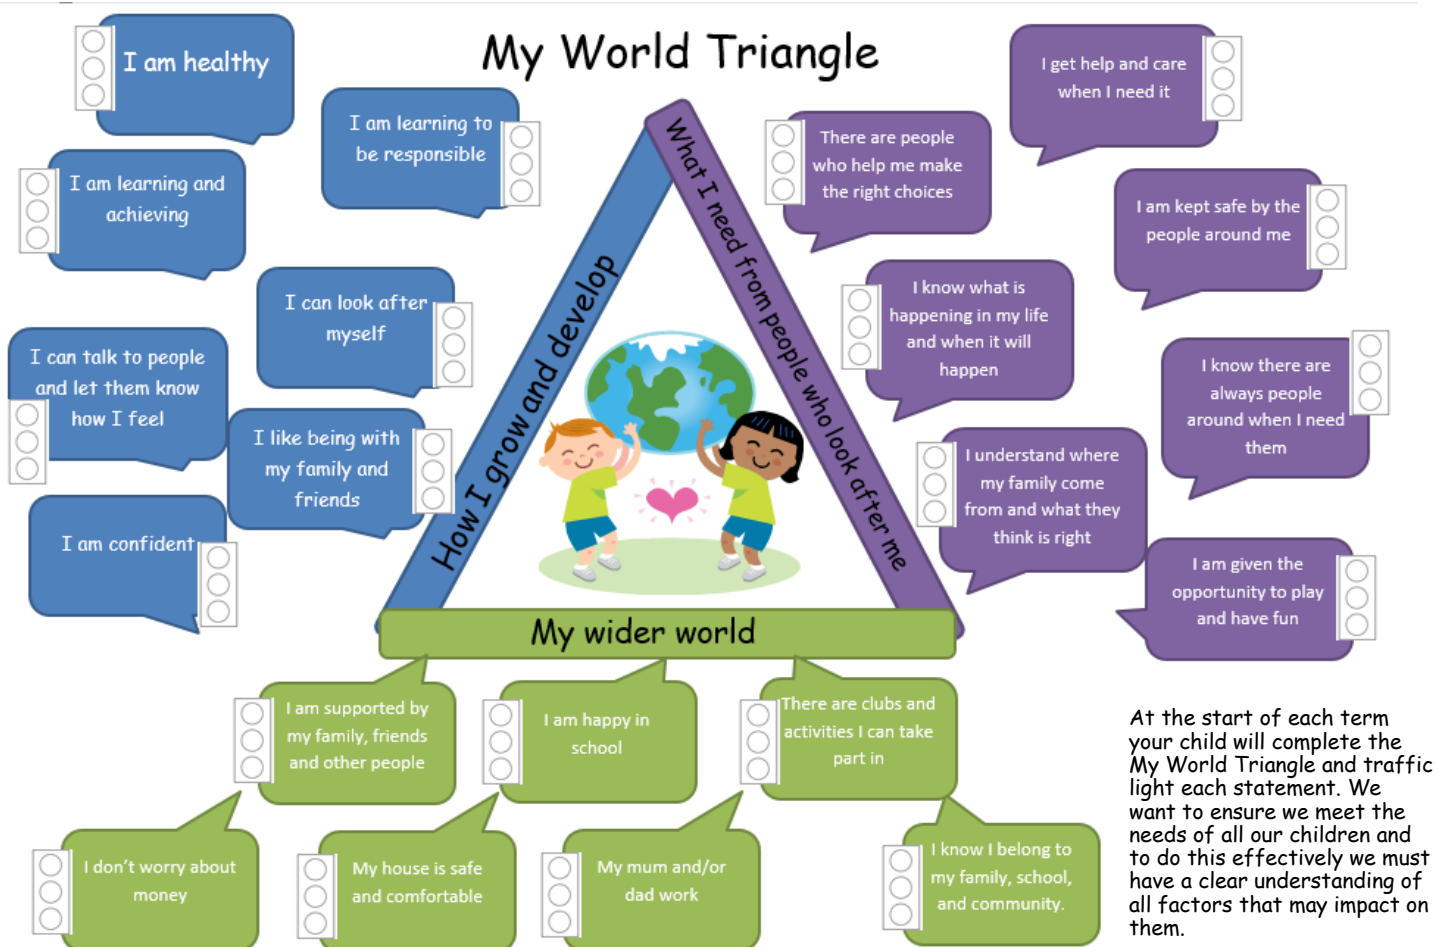 My World Triangle
I am healthy
I am learning to
be responsible
I am learning and
achieving
I can look after
myself
I can talk to people
and let them know
how I feel
I like being with
my family and
friends
I am confident
How I grow and develop
What I need from people who look after me
My wider world
I get help and care
when I need it
There are people
who help me make
the right choices
I am kept safe by the
people around me
I know what is
happening in my life
and when it will
happen
I know there are
always people
around when I need
them
I understand where
my family come
from and what they
think is right
I am given the
opportunity to play
and have fun
I am supported by
my family, friends
and other people
I am happy in
school
There are clubs and
activities I can take
part in
I don’t worry about
money
My house is safe
and comfortable
My mum and/or
dad work
I know I belong to
my family, school,
and community.
At the start of each term
your child will complete the
My World Triangle and traffic
light each statement. We
want to ensure we meet the
needs of all our children and
to do this effectively we must
have a clear understanding of
all factors that may impact on
them.